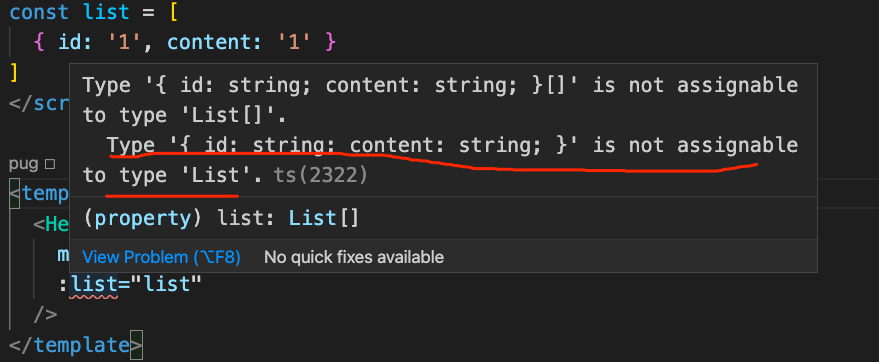 const list = [
{ id: '1', content: '1' }
]
</scr
Type '{ id: string; content: string; }[]' is not assignable
to type 'List[]'.
Type '{ id: string; content: string; }' is not assignable
to type 'List'. ts(2322)
pug
<temp
(property) list: List[]
<He
m
View Problem (⌥F8) No quick fixes available
:list="list"
/>
</template>